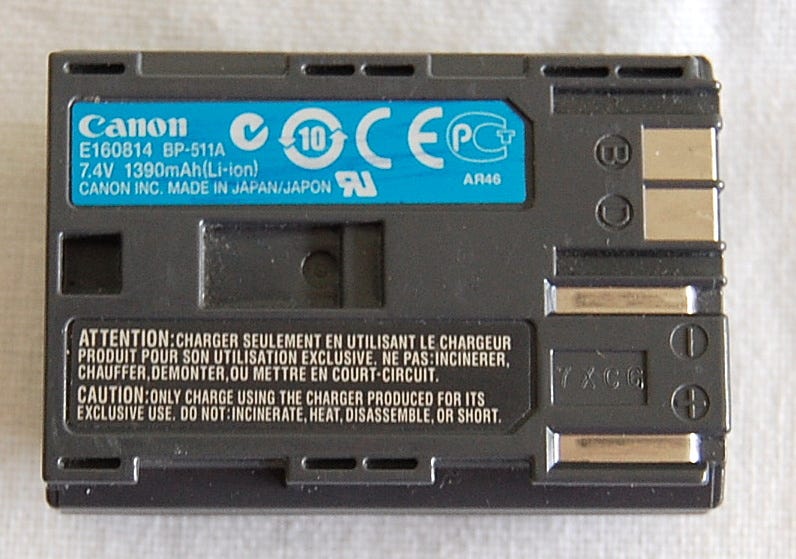 Canon
E160814 BP-511A
7.4V 1390mAh(Li-ion)
CANON INC. MADE IN JAPAN/JAPON
10
CE
PCT
AR46
B
D
ATTENTION:CHARGER SEULEMENT EN UTILISANT LE CHARGEUR
PRODUIT POUR SON UTILISATION EXCLUSIVE. NE PAS:INCINERER,
CHAUFFER,DEMONTER,OU METTRE EN COURT-CIRCUIT.
CAUTION:ONLY CHARGE USING THE CHARGER PRODUCED FOR ITS
EXCLUSIVE USE. DO NOT:INCINERATE, HEAT, DISASSEMBLE, OR SHORT.
7XC6
−
+